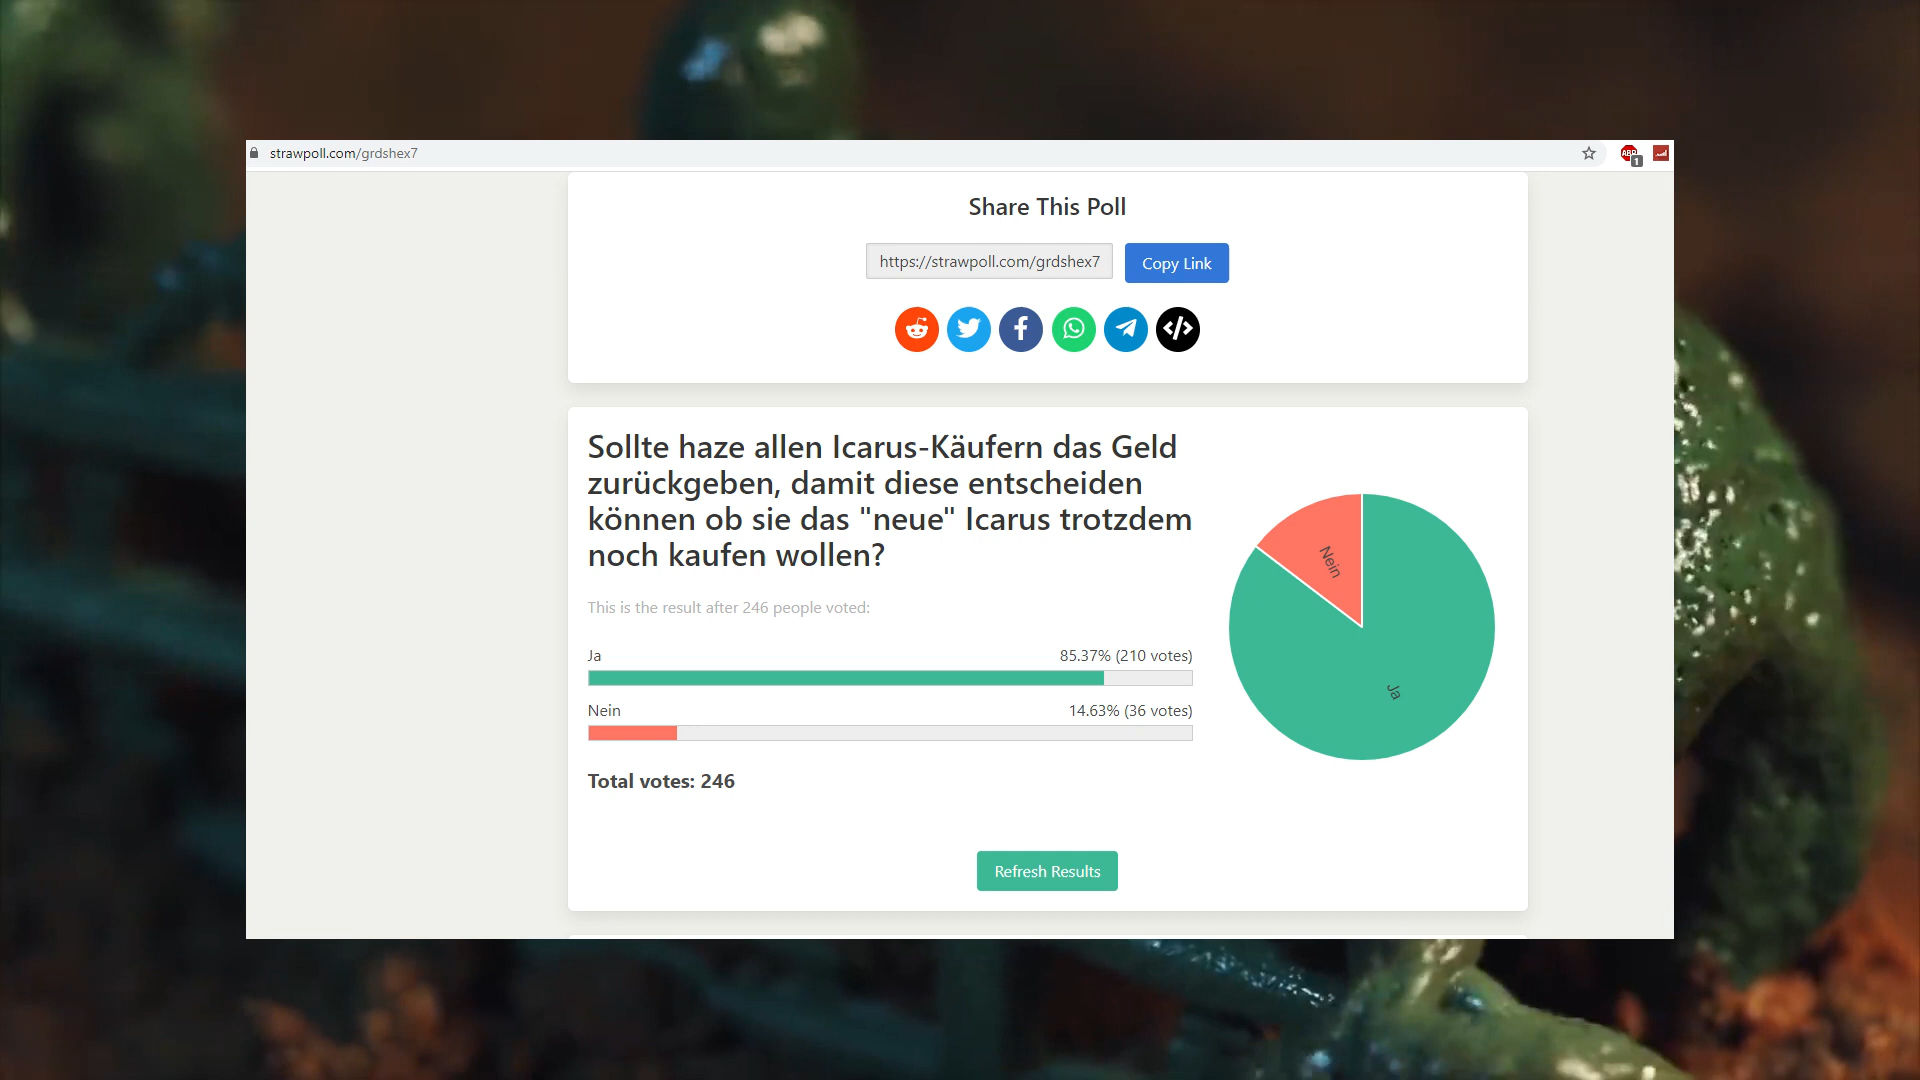 strawpoll.com/grdshex7
ABP
1
Share This Poll
https://strawpoll.com/grdshex7
Copy Link
Sollte haze allen Icarus-Käufern das Geld
zurückgeben, damit diese entscheiden
können ob sie das "neue" Icarus trotzdem
noch kaufen wollen?
This is the result after 246 people voted:
Ja
85.37% (210 votes)
Nein
14.63% (36 votes)
Total votes: 246
Nein
Ja
Refresh Results